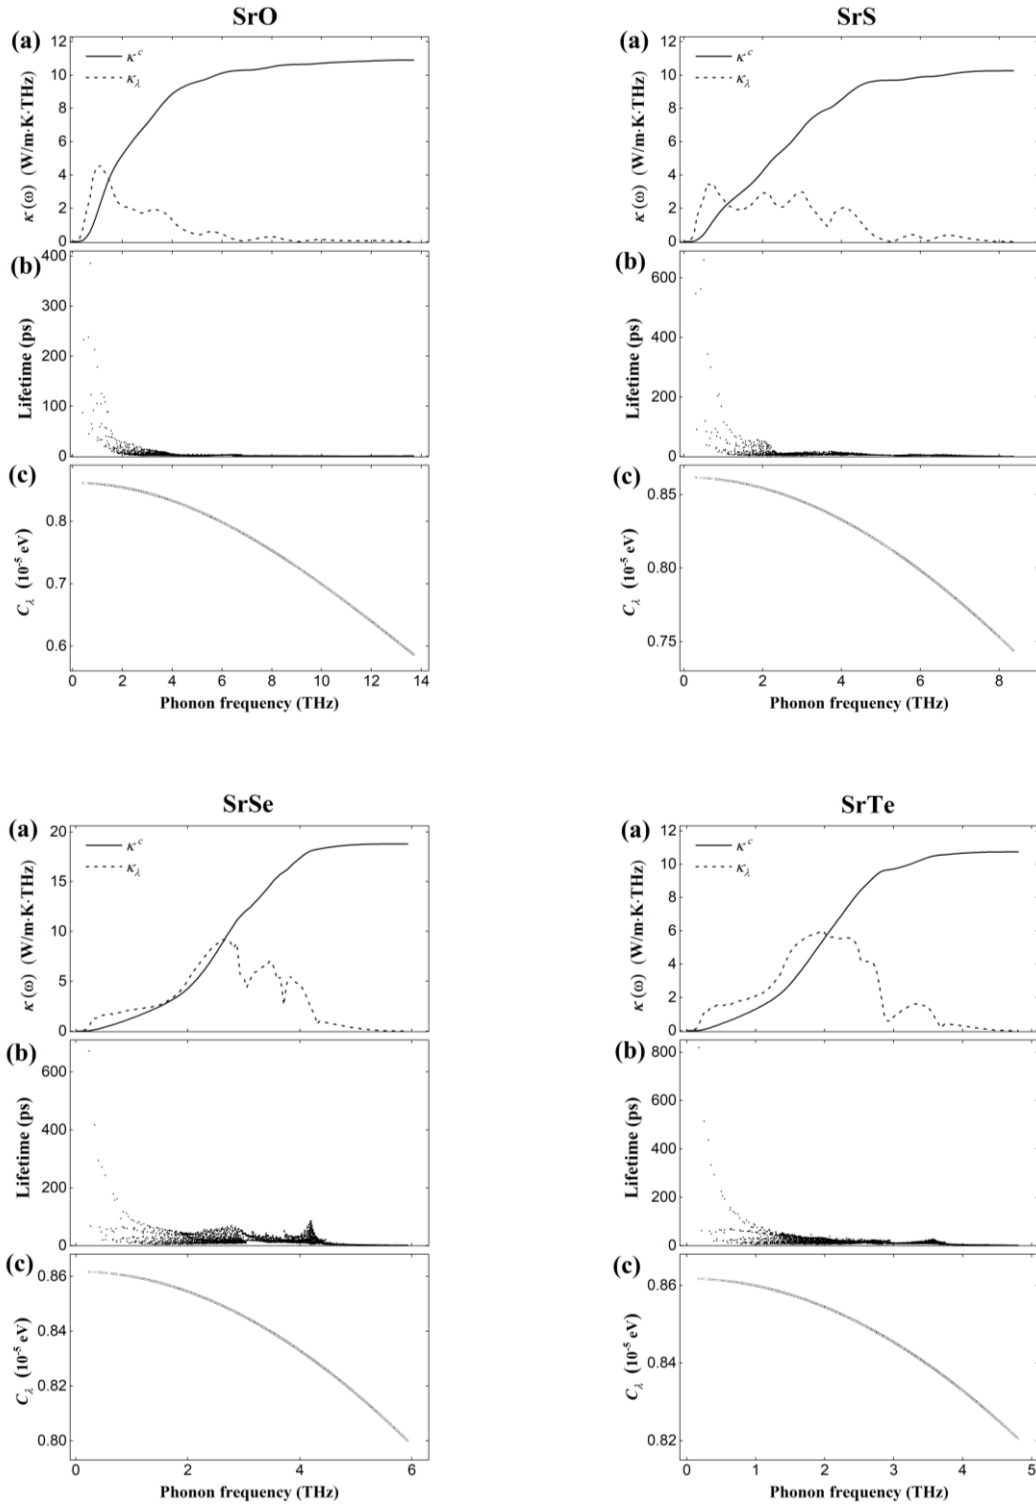 SrO
(a)
κ(ω) (W/m·K·THz)
12
10
8
6
4
2
0
κ^c
κ_λ
(b)
Lifetime (ps)
400
300
200
100
0
(c)
C_λ (10^-5 eV)
0.8
0.7
0.6
0 2 4 6 8 10 12 14
Phonon frequency (THz)
SrS
(a)
κ(ω) (W/m·K·THz)
12
10
8
6
4
2
0
κ^c
κ_λ
(b)
Lifetime (ps)
600
400
200
0
(c)
C_λ (10^-5 eV)
0.85
0.80
0.75
0 2 4 6 8
Phonon frequency (THz)
SrSe
(a)
κ(ω) (W/m·K·THz)
20
15
10
5
0
κ^c
κ_λ
(b)
Lifetime (ps)
600
400
200
0
(c)
C_λ (10^-5 eV)
0.86
0.84
0.82
0.80
0 2 4 6
Phonon frequency (THz)
SrTe
(a)
κ(ω) (W/m·K·THz)
12
10
8
6
4
2
0
κ^c
κ_λ
(b)
Lifetime (ps)
800
600
400
200
0
(c)
C_λ (10^-5 eV)
0.86
0.84
0.82
0 1 2 3 4 5
Phonon frequency (THz)